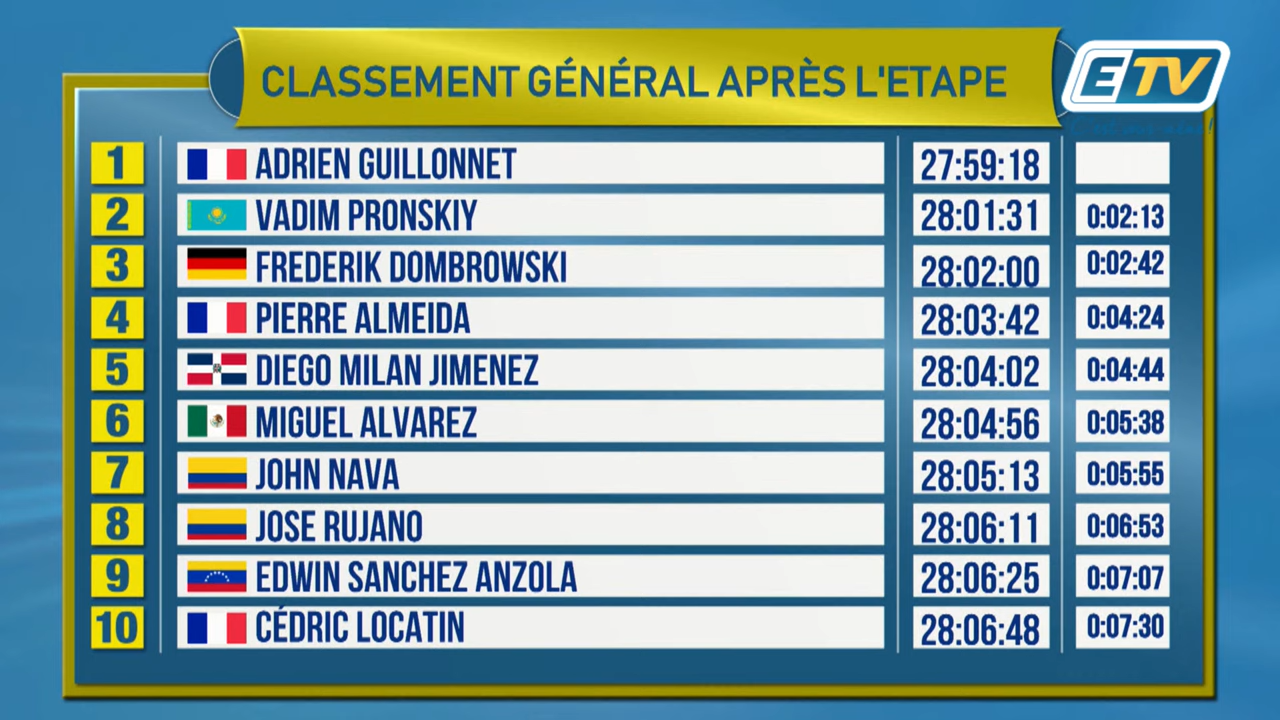 CLASSEMENT GÉNÉRAL APRÈS L'ETAPE
ETV
1 ADRIEN GUILLONNET 27:59:18
2 VADIM PRONSKIY 28:01:31 0:02:13
3 FREDERIK DOMBROWSKI 28:02:00 0:02:42
4 PIERRE ALMEIDA 28:03:42 0:04:24
5 DIEGO MILAN JIMENEZ 28:04:02 0:04:44
6 MIGUEL ALVAREZ 28:04:56 0:05:38
7 JOHN NAVA 28:05:13 0:05:55
8 JOSE RUJANO 28:06:11 0:06:53
9 EDWIN SANCHEZ ANZOLA 28:06:25 0:07:07
10 CÉDRIC LOCATIN 28:06:48 0:07:30